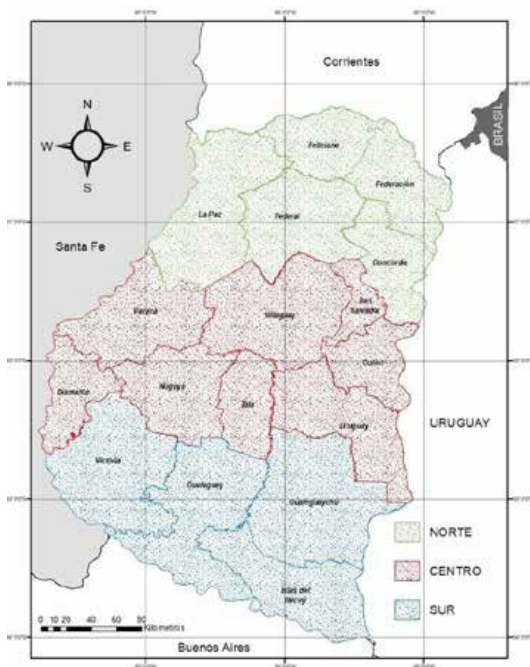 Corrientes
N
W E
S
BRASIL
Feliciano
Federación
La Paz
Federal
Santa Fe
Concordia
Paraná
Villaguay
San
Salvador
Colón
Diamante
Nogoyá
Tala
Uruguay
URUGUAY
Victoria
Gualeguay
Gualeguaychú
NORTE
CENTRO
SUR
Islas del
Ibicuy
0 10 20 40 60 80
Kilometros
Buenos Aires